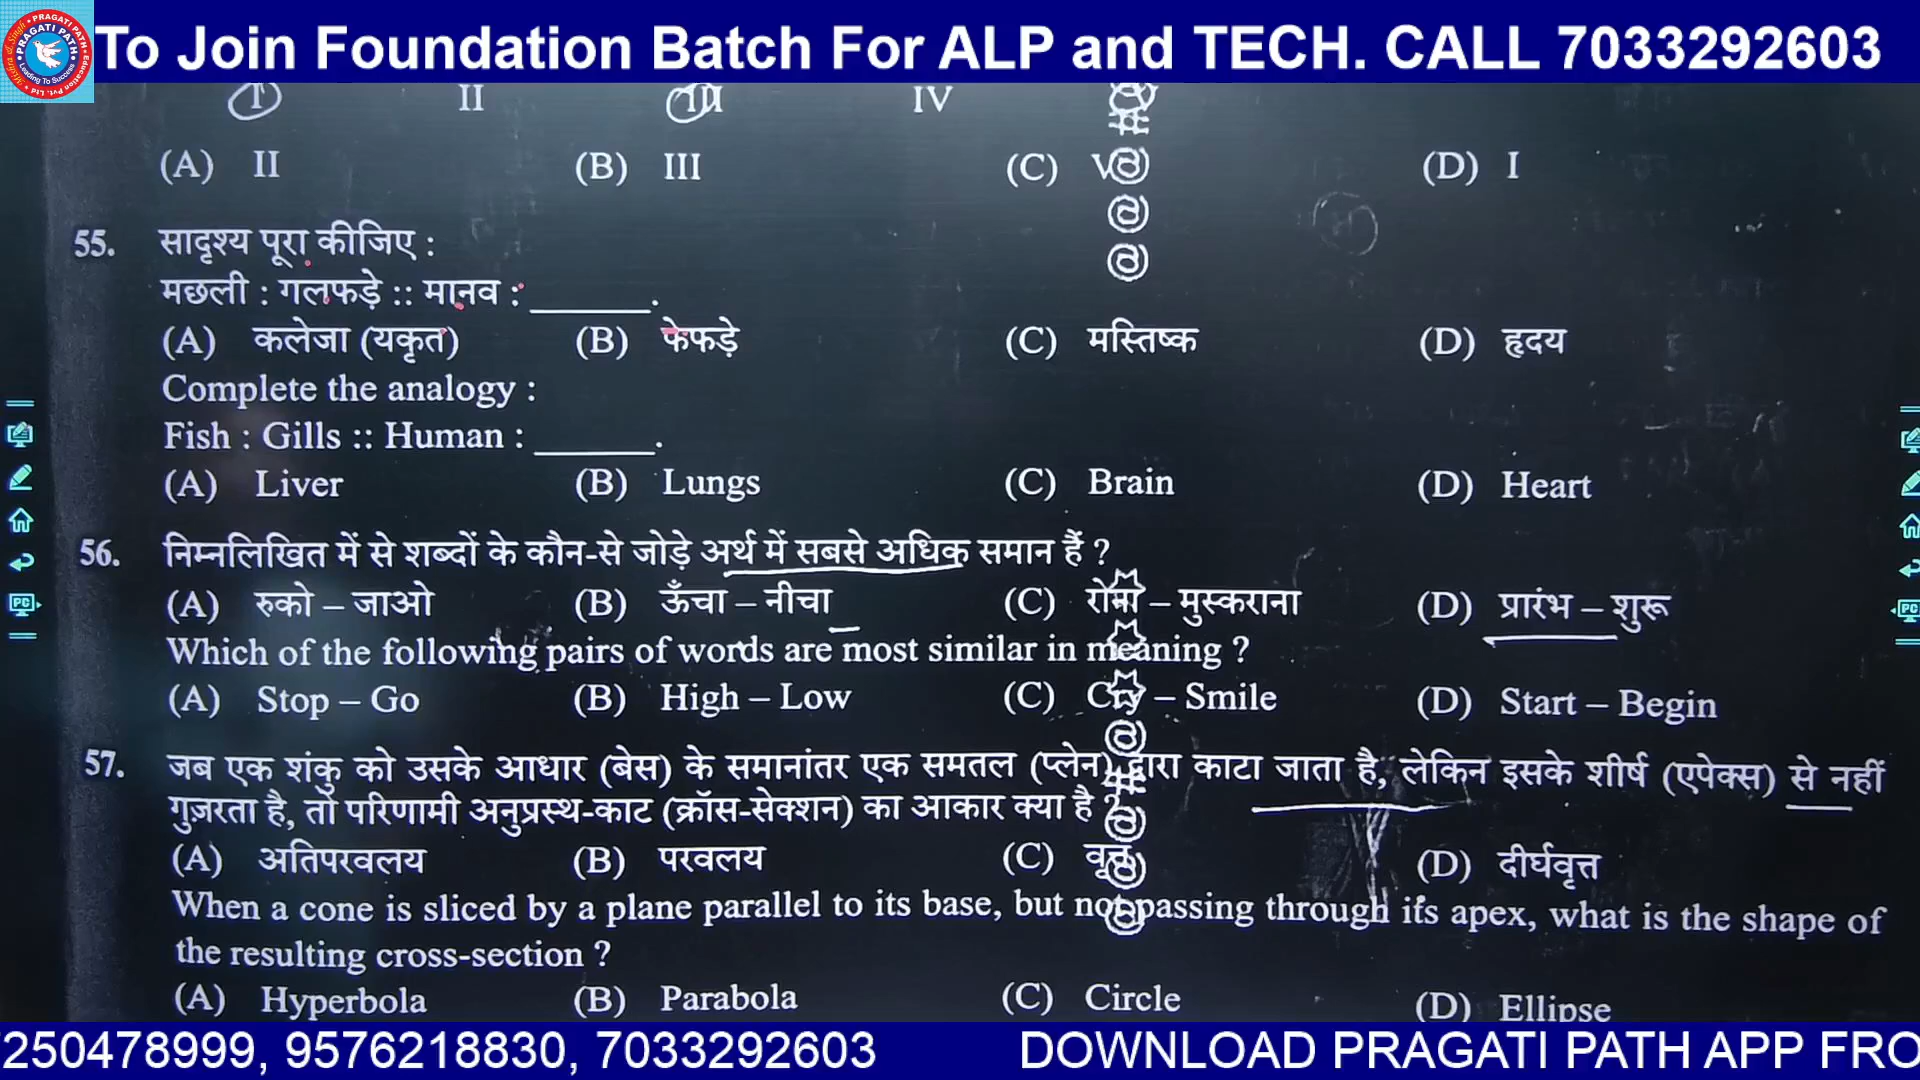 To Join Foundation Batch For ALP and TECH. CALL 7033292603
PRAGATI PATH
I II III IV
(A) II (B) III (C) V (D) I
55. सादृश्य पूरा कीजिए :
मछली : गलफड़े :: मानव : ______.
(A) कलेजा (यकृत) (B) फेफड़े (C) मस्तिष्क (D) हृदय
Complete the analogy :
Fish : Gills :: Human : ______.
(A) Liver (B) Lungs (C) Brain (D) Heart
56. निम्नलिखित में से शब्दों के कौन-से जोड़े अर्थ में सबसे अधिक समान हैं ?
(A) रुको – जाओ (B) ऊँचा – नीचा (C) रोना – मुस्कराना (D) प्रारंभ – शुरू
Which of the following pairs of words are most similar in meaning ?
(A) Stop – Go (B) High – Low (C) Cry – Smile (D) Start – Begin
57. जब एक शंकु को उसके आधार (बेस) के समानांतर एक समतल (प्लेन) द्वारा काटा जाता है, लेकिन इसके शीर्ष (एपेक्स) से नहीं
गुज़रता है, तो परिणामी अनुप्रस्थ-काट (क्रॉस-सेक्शन) का आकार क्या है ?
(A) अतिपरवलय (B) परवलय (C) वृत्त (D) दीर्घवृत्त
When a cone is sliced by a plane parallel to its base, but not passing through its apex, what is the shape of
the resulting cross-section ?
(A) Hyperbola (B) Parabola (C) Circle (D) Ellipse
250478999, 9576218830, 7033292603 DOWNLOAD PRAGATI PATH APP FRO